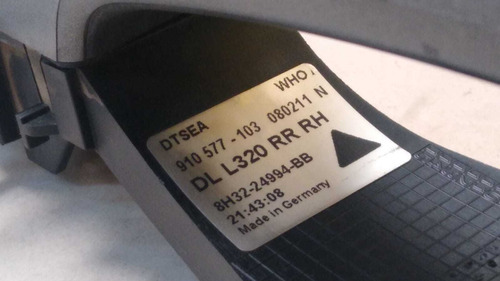 DTSEA WHO
910 577-103 080211 N
DL L320 RR RH
8H32-24994-BB
21:43:08
Made in Germany